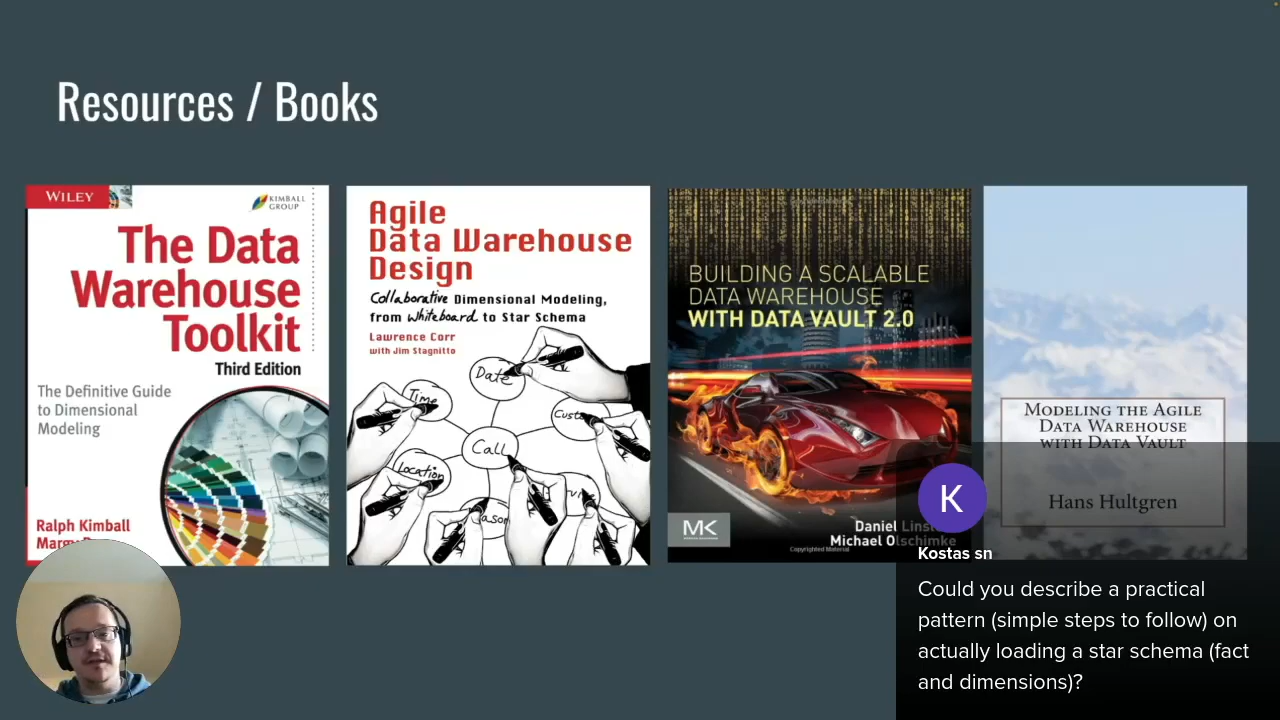 Resources / Books
WILEY
KIMBALL
GROUP
The Data
Warehouse
Toolkit
Third Edition
The Definitive Guide
to Dimensional
Modeling
Ralph Kimball
Agile
Data Warehouse
Design
Collaborative Dimensional Modeling,
from Whiteboard to Star Schema
Lawrence Corr
with Jim Stagnitto
Date
Time
Cust
Call
Location
BUILDING A SCALABLE
DATA WAREHOUSE
WITH DATA VAULT 2.0
MK
Daniel
Michael Olschimke
Copyrighted Material
MODELING THE AGILE
DATA WAREHOUSE
WITH DATA VAULT
Hans Hultgren
K
Kostas sn
Could you describe a practical
pattern (simple steps to follow) on
actually loading a star schema (fact
and dimensions)?